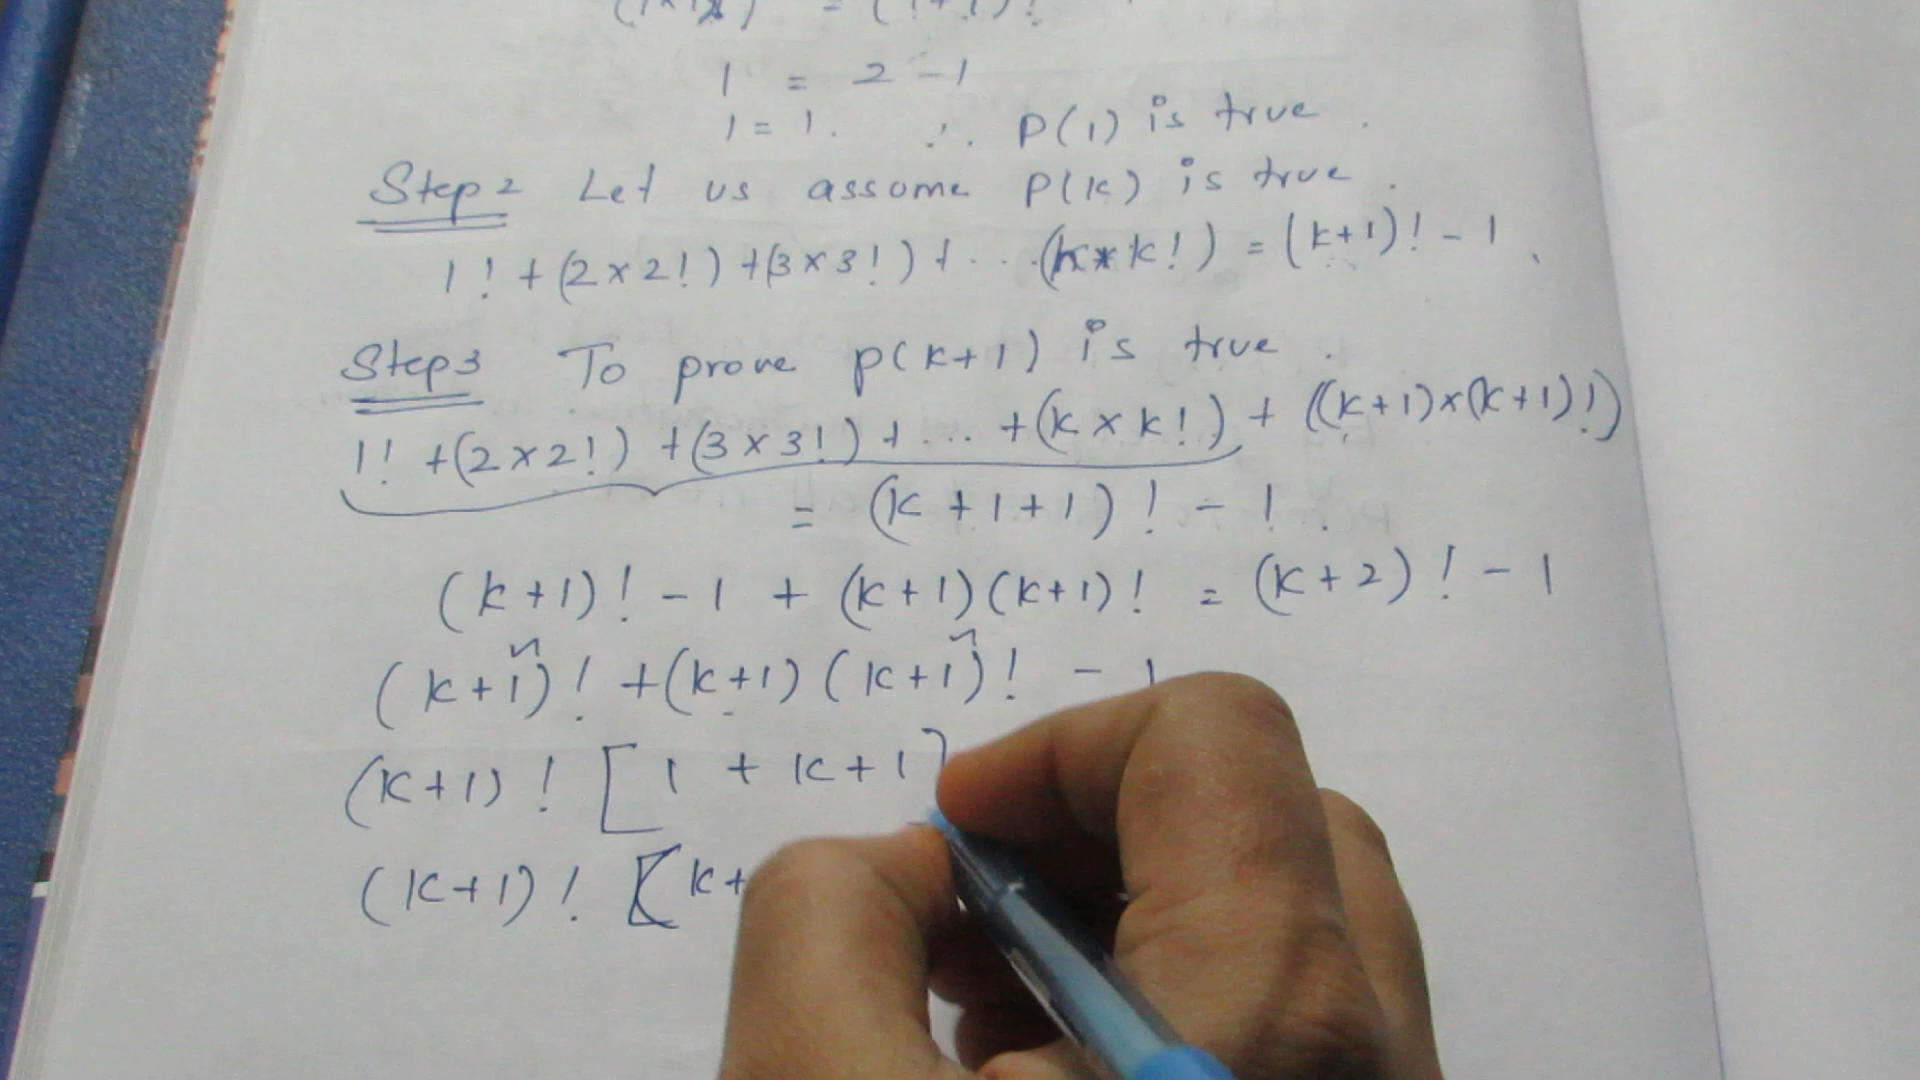 1 = 2 - 1
1 = 1. ∴ P(1) is true.
Step 2 Let us assume P(k) is true.
1! + (2 × 2!) + (3 × 3!) + ... (k * k!) = (k+1)! - 1
Step 3 To prove p(k+1) is true.
1! + (2 × 2!) + (3 × 3!) + ... + (k × k!) + ((k+1) × (k+1)!)
= (k + 1 + 1)! - 1.
(k+1)! - 1 + (k+1)(k+1)! = (k+2)! - 1
(k+1)! + (k+1)(k+1)! - 1
(k+1)! [1 + k + 1]
(k+1)! [k+